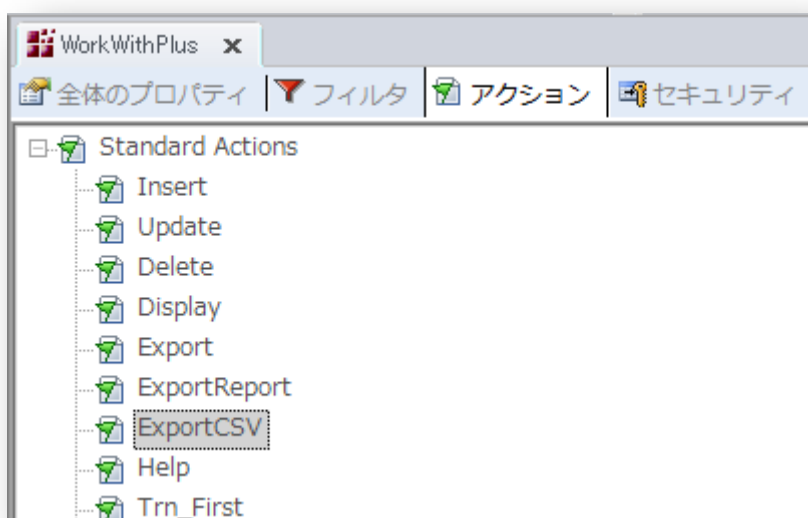 WorkWithPlus
全体のプロパティ フィルタ アクション セキュリティ
Standard Actions
Insert
Update
Delete
Display
Export
ExportReport
ExportCSV
Help
Trn_First